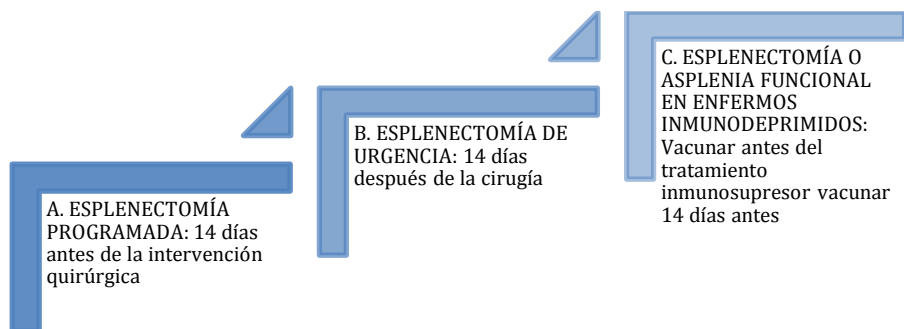 A. ESPLENECTOMÍA
PROGRAMADA: 14 días
antes de la intervención
quirúrgica
B. ESPLENECTOMÍA DE
URGENCIA: 14 días
después de la cirugía
C. ESPLENECTOMÍA O
ASPLENIA FUNCIONAL
EN ENFERMOS
INMUNODEPRIMIDOS:
Vacunar antes del
tratamiento
inmunosupresor vacunar
14 días antes